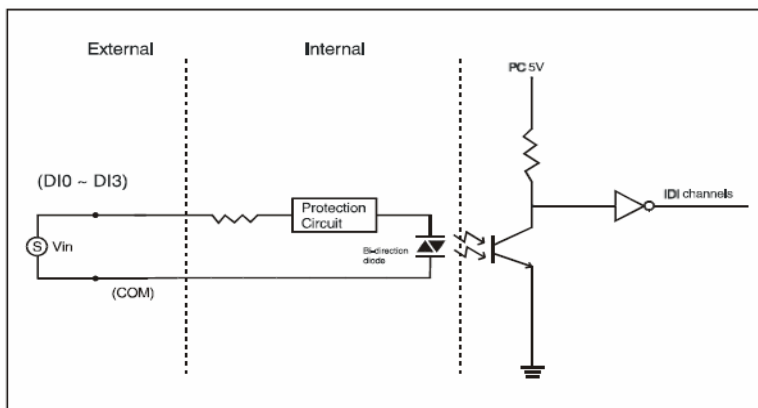 External
Internal
PC 5V
(DI0 ~ DI3)
IDI channels
Protection
Circuit
S
Vin
Bi-direction
diode
(COM)